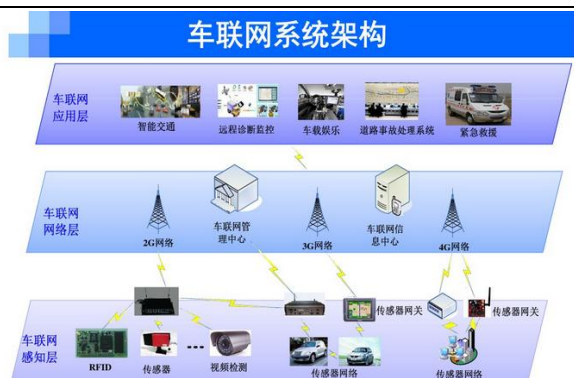 车联网系统架构
车联网
应用层
智能交通
远程诊断监控
车载娱乐
道路事故处理系统
紧急救援
车联网
网络层
2G网络
车联网管
理中心
3G网络
车联网信
息中心
4G网络
车联网
感知层
RFID
传感器
视频检测
传感器网关
传感器网络
传感器网关
传感器网络